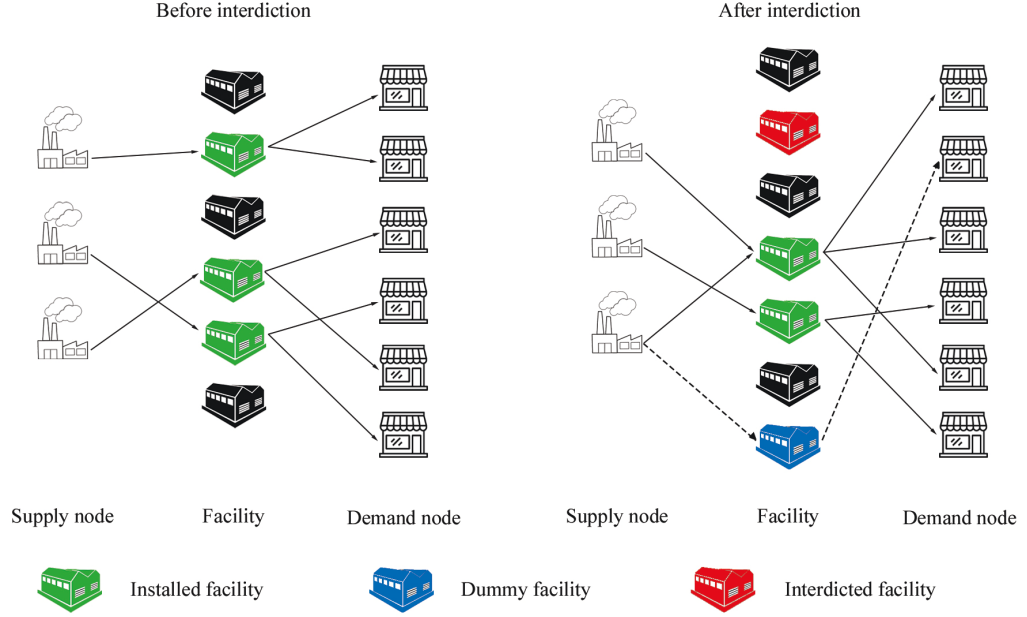 Before interdiction
After interdiction
Supply node
Facility
Demand node
Supply node
Facility
Demand node
Installed facility
Dummy facility
Interdicted facility